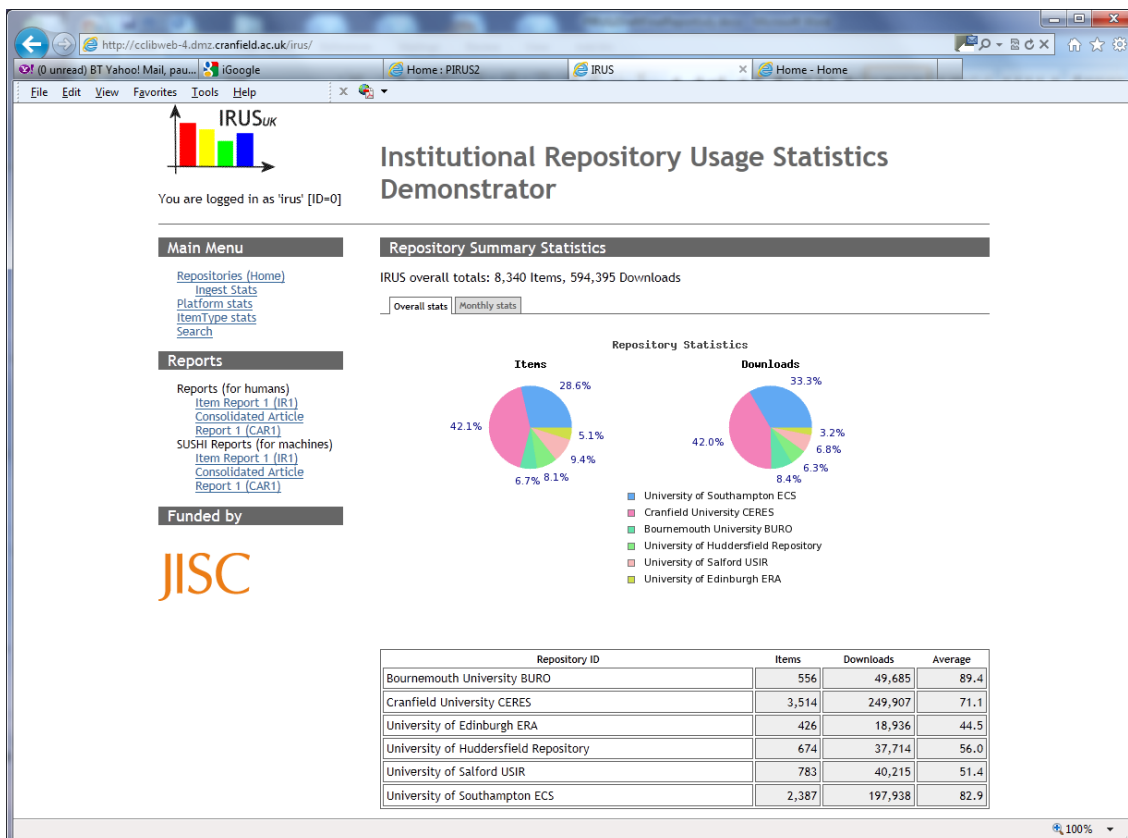 http://cclibweb-4.dmz.cranfield.ac.uk/irus/
(0 unread) BT Yahoo! Mail, pau... iGoogle Home : PIRUS2 IRUS Home - Home
File Edit View Favorites Tools Help
IRUSUK
You are logged in as 'irus' [ID=0]
Institutional Repository Usage Statistics
Demonstrator
Main Menu
Repositories (Home)
Ingest Stats
Platform stats
ItemType stats
Search
Reports
Reports (for humans)
Item Report 1 (IR1)
Consolidated Article
Report 1 (CAR1)
SUSHI Reports (for machines)
Item Report 1 (IR1)
Consolidated Article
Report 1 (CAR1)
Funded by
JISC
Repository Summary Statistics
IRUS overall totals: 8,340 Items, 594,395 Downloads
Overall stats Monthly stats
Repository Statistics
Items
28.6%
42.1%
5.1%
9.4%
8.1%
6.7%
Downloads
33.3%
42.0%
3.2%
6.8%
6.3%
8.4%
University of Southampton ECS
Cranfield University CERES
Bournemouth University BURO
University of Huddersfield Repository
University of Salford USIR
University of Edinburgh ERA
Repository ID Items Downloads Average
Bournemouth University BURO 556 49,685 89.4
Cranfield University CERES 3,514 249,907 71.1
University of Edinburgh ERA 426 18,936 44.5
University of Huddersfield Repository 674 37,714 56.0
University of Salford USIR 783 40,215 51.4
University of Southampton ECS 2,387 197,938 82.9
100%